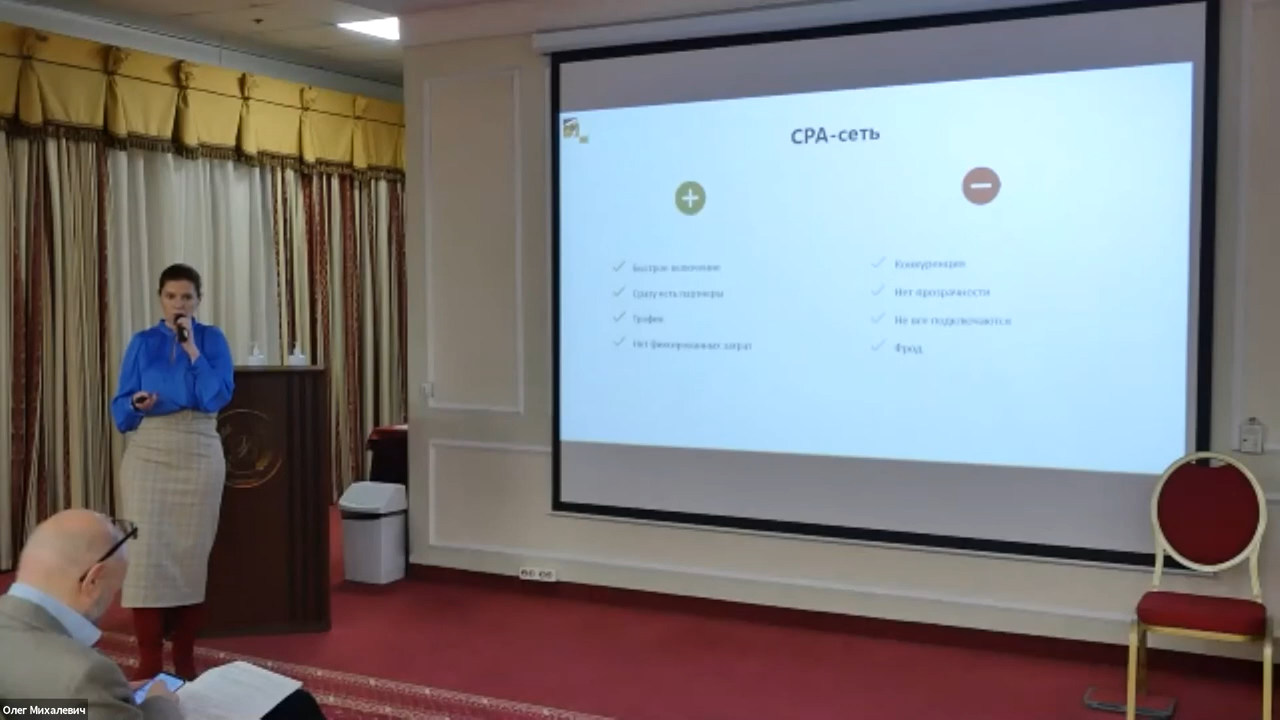 CPA-сеть
Быстрое включение
Сразу есть партнеры
Трафик
Нет фиксированных затрат
Конкуренция
Нет прозрачности
Не все подключаются
Фрод
Олег Михалевич